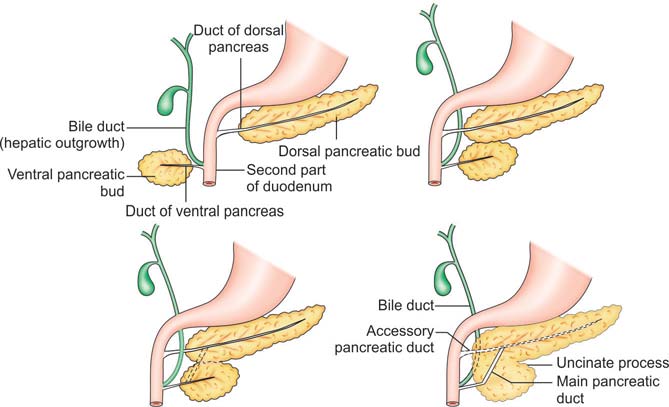 Duct of dorsal
pancreas
Bile duct
(hepatic outgrowth)
Dorsal pancreatic bud
Ventral pancreatic
bud
Second part
of duodenum
Duct of ventral pancreas
Bile duct
Accessory
pancreatic duct
Uncinate process
Main pancreatic
duct